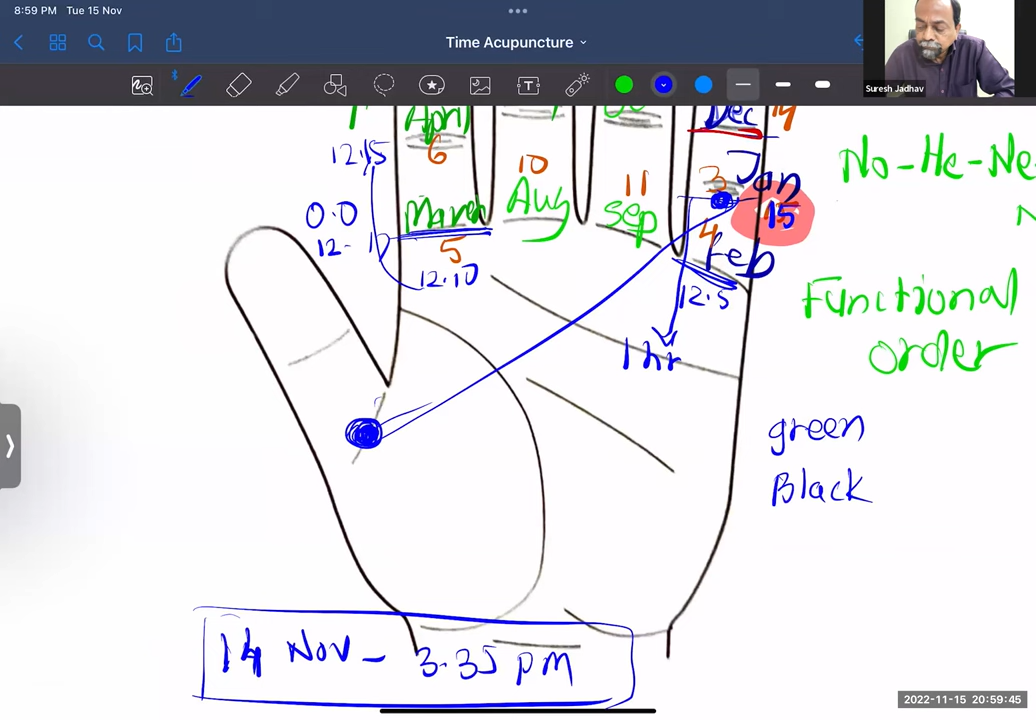 8:59 PM Tue 15 Nov
Time Acupuncture
Suresh Jadhav
April
Dec
12.15
6
10
11
3
Jan
No-He-Ne-
0.0
March
Aug
Sep
15
12-
5
4
Feb
12.10
12.5
Functional
1hr
order
green
Black
14 Nov - 3.35 pm
2022-11-15 20:59:45